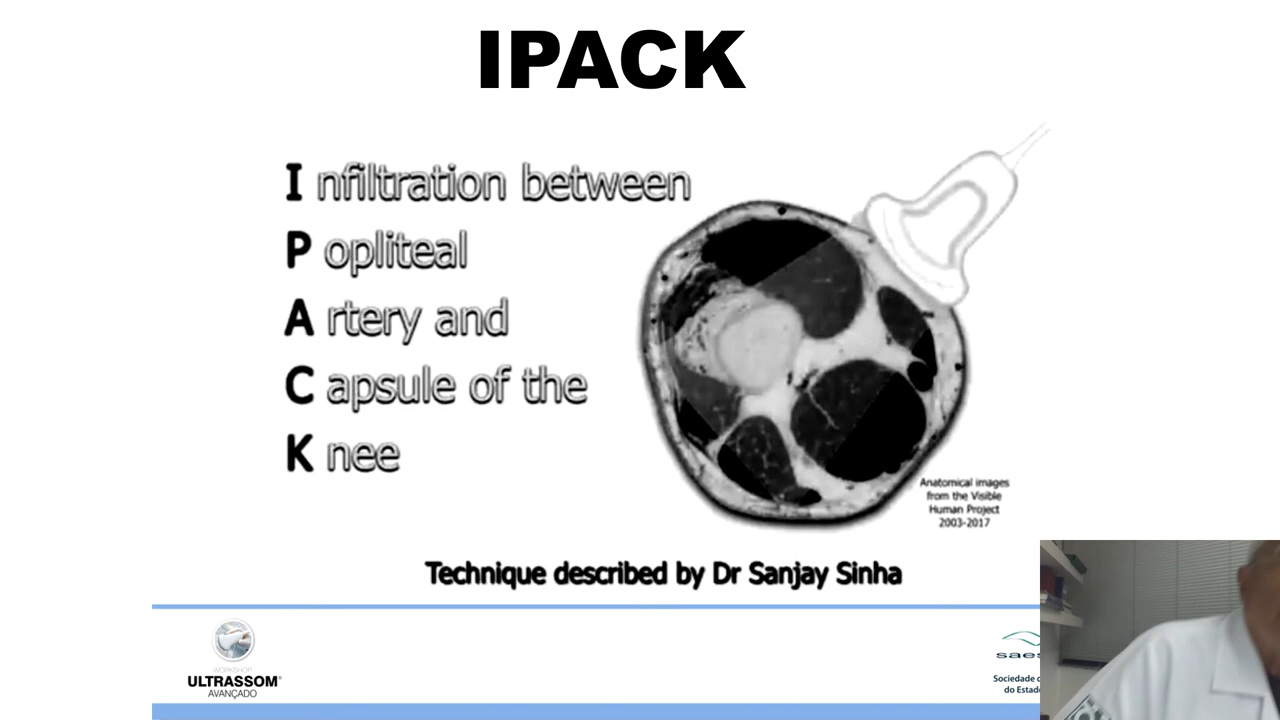 IPACK
I nfiltration between
P opliteal
A rtery and
C apsule of the
K nee
Anatomical images
from the Visible
Human Project
2003-2017
Technique described by Dr Sanjay Sinha
WORKSHOP
ULTRASSOM
AVANÇADO
saes
Sociedade
do Estad